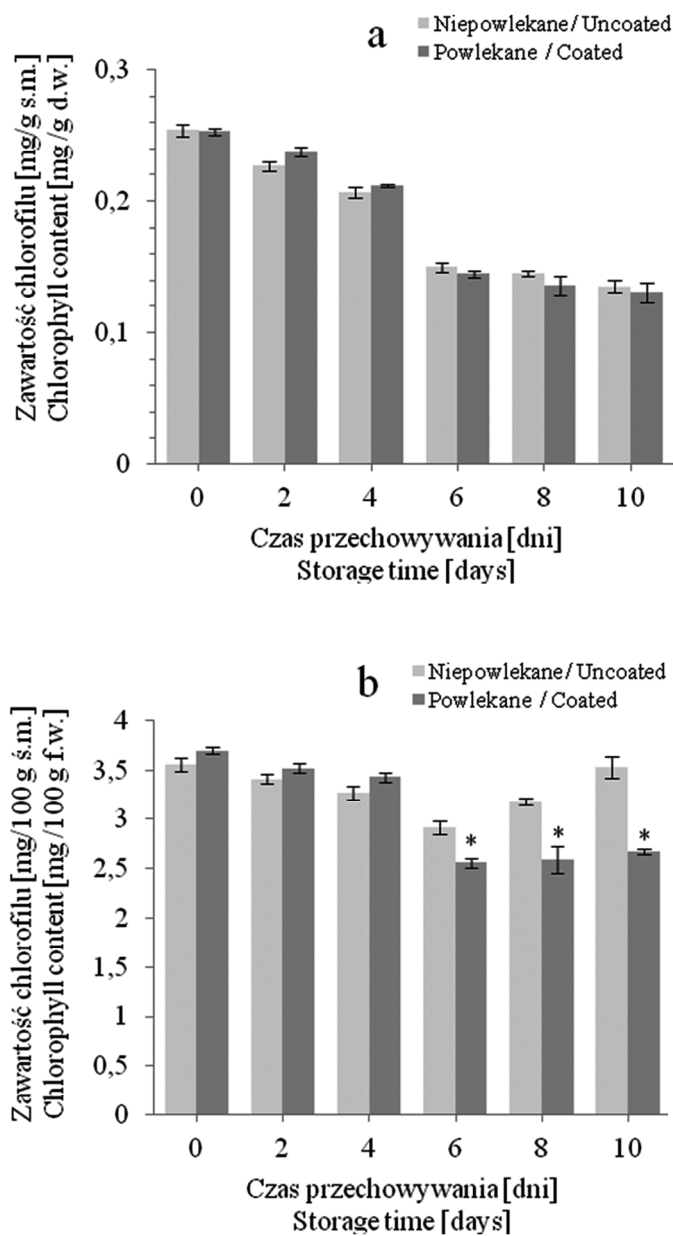 a
Niepowlekane / Uncoated
Powlekane / Coated
Zawartość chlorofilu [mg/g s.m.]
Chlorophyll content [mg /g d.w.]
0,3
0,2
0,1
0
0 2 4 6 8 10
Czas przechowywania [dni]
Storage time [days]
b
Niepowlekane / Uncoated
Powlekane / Coated
Zawartość chlorofilu [mg/100 g ś.m.]
Chlorophyll content [mg /100 g f.w.]
4
3,5
3
2,5
2
1,5
1
0,5
0
* * *
0 2 4 6 8 10
Czas przechowywania [dni]
Storage time [days]